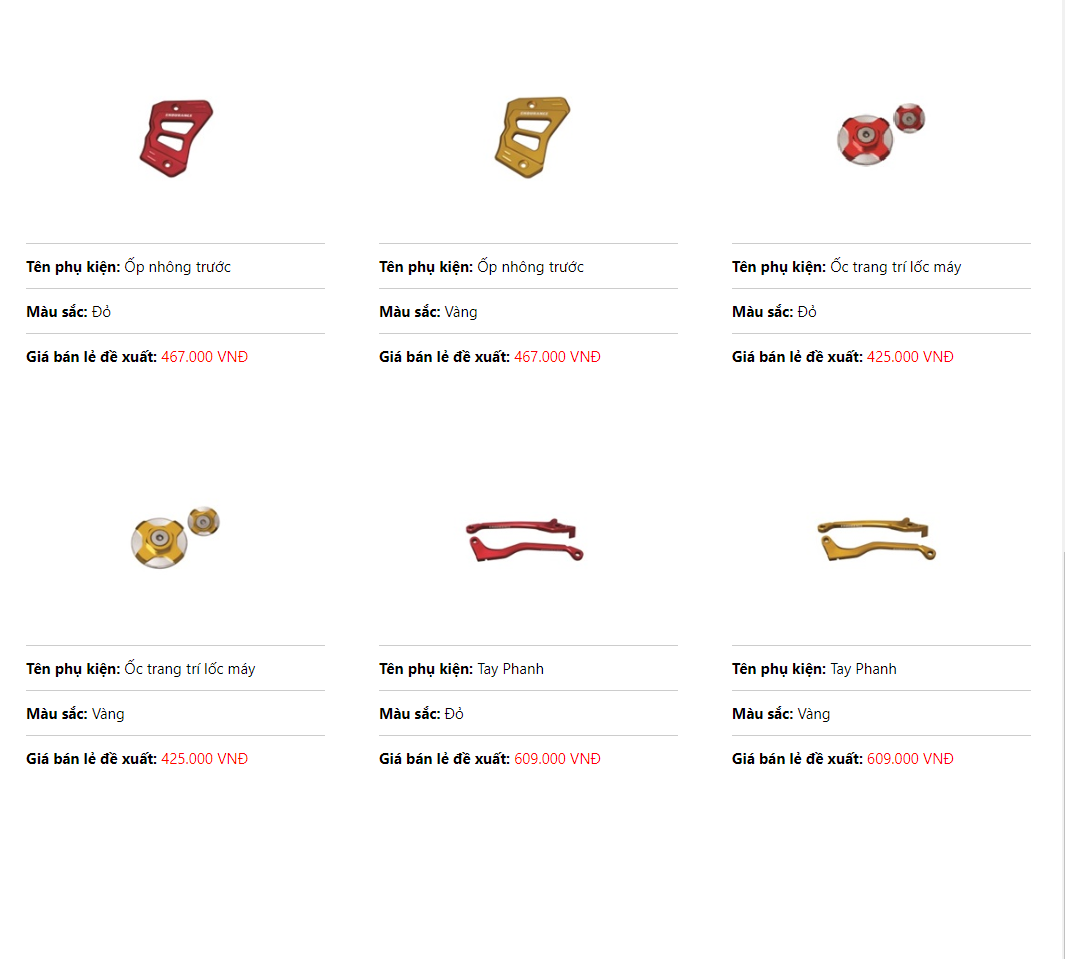 Tên phụ kiện: Ốp nhông trước
Màu sắc: Đỏ
Giá bán lẻ đề xuất: 467.000 VNĐ
Tên phụ kiện: Ốp nhông trước
Màu sắc: Vàng
Giá bán lẻ đề xuất: 467.000 VNĐ
Tên phụ kiện: Ốc trang trí lốc máy
Màu sắc: Đỏ
Giá bán lẻ đề xuất: 425.000 VNĐ
Tên phụ kiện: Ốc trang trí lốc máy
Màu sắc: Vàng
Giá bán lẻ đề xuất: 425.000 VNĐ
Tên phụ kiện: Tay Phanh
Màu sắc: Đỏ
Giá bán lẻ đề xuất: 609.000 VNĐ
Tên phụ kiện: Tay Phanh
Màu sắc: Vàng
Giá bán lẻ đề xuất: 609.000 VNĐ